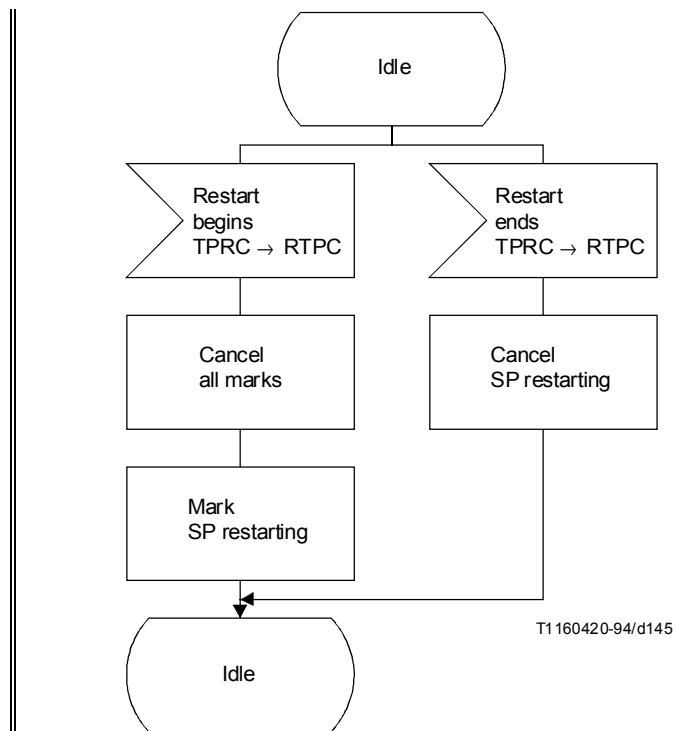 Idle
Restart
begins
TPRC → RTPC
Restart
ends
TPRC → RTPC
Cancel
all marks
Cancel
SP restarting
Mark
SP restarting
T1160420-94/d145
Idle